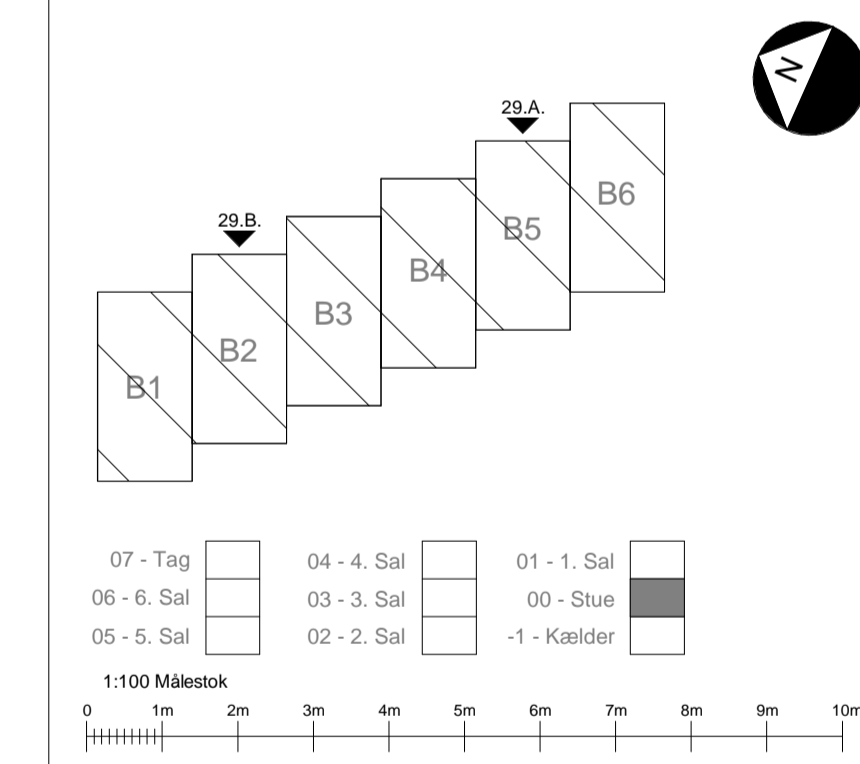 N
29.A.
B6
B5
29.B.
B4
B3
B2
B1
07 - Tag 04 - 4. Sal 01 - 1. Sal
06 - 6. Sal 03 - 3. Sal 00 - Stue
05 - 5. Sal 02 - 2. Sal -1 - Kælder
1:100 Målestok
0 1m 2m 3m 4m 5m 6m 7m 8m 9m 10m